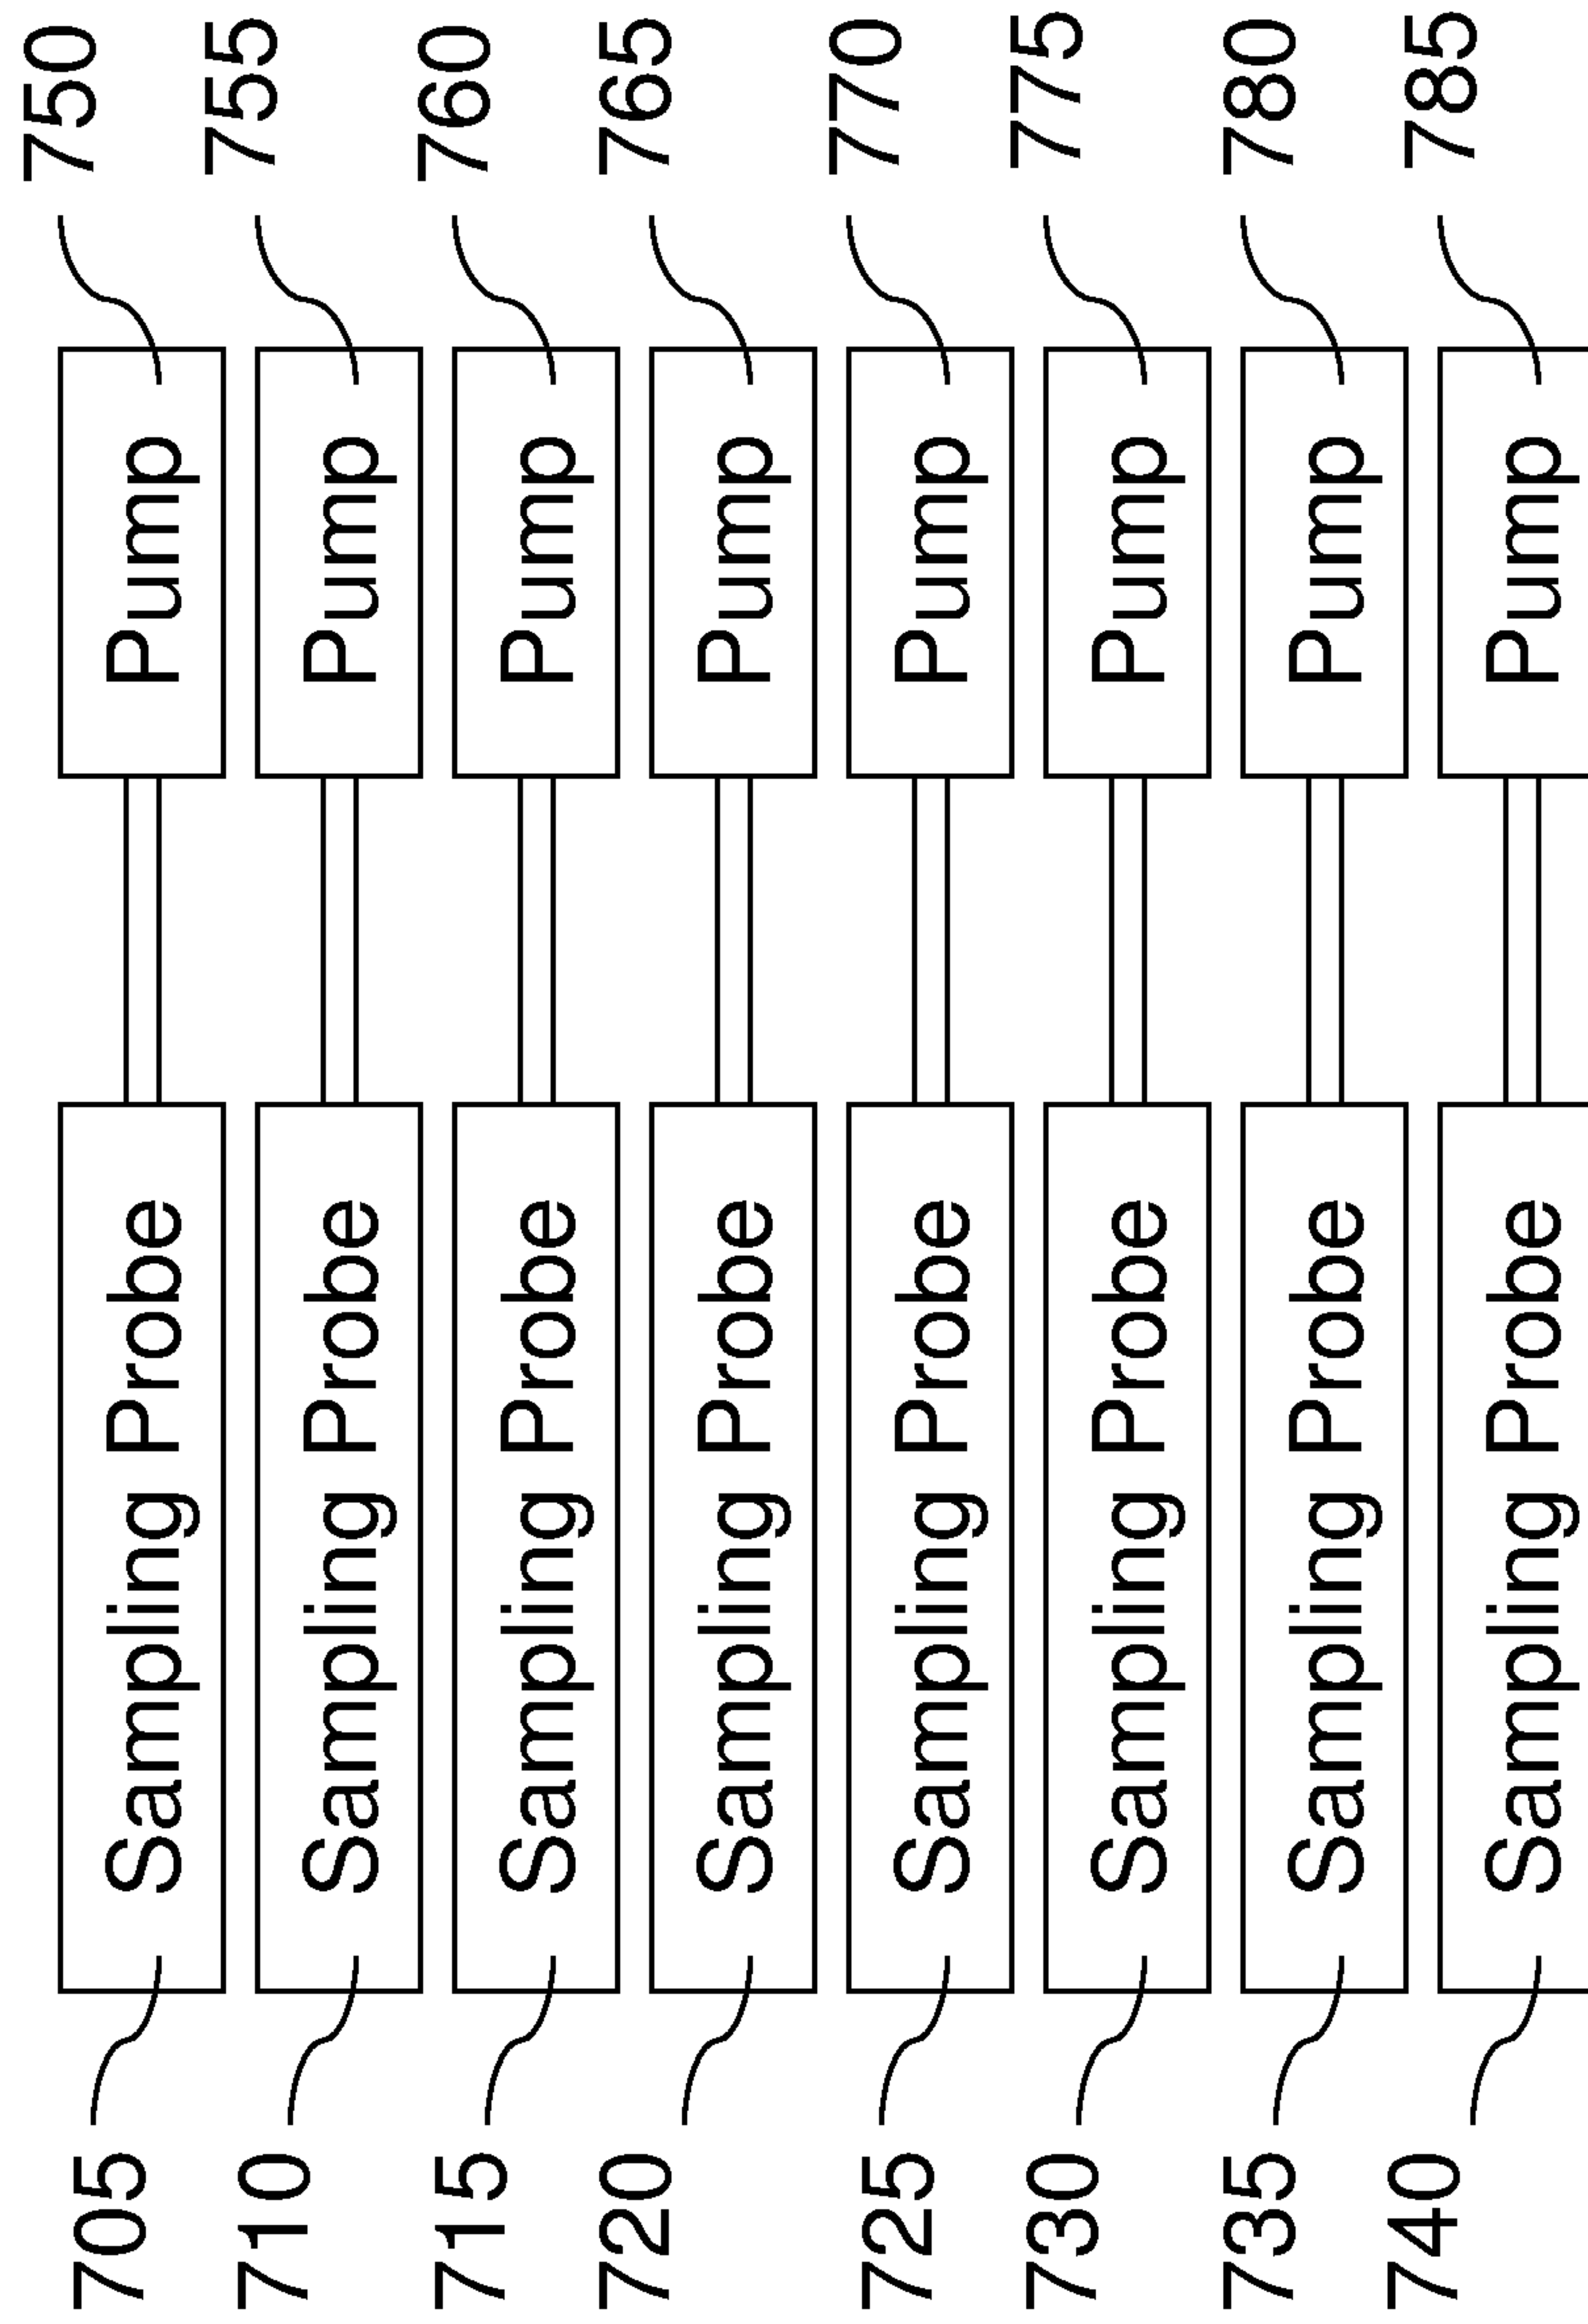 705 Sampling Probe Pump 750
710 Sampling Probe Pump 755
715 Sampling Probe Pump 760
720 Sampling Probe Pump 765
725 Sampling Probe Pump 770
730 Sampling Probe Pump 775
735 Sampling Probe Pump 780
740 Sampling Probe Pump 785